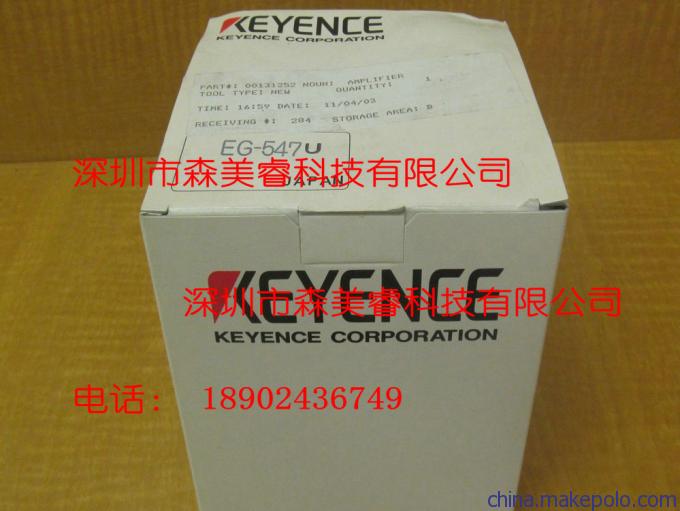 KEYENCE
KEYENCE CORPORATION
PART#: 00131252 NOUN: AMPLIFIER 1
TOOL TYPE: NEW QUANTITY:
TIME: 16:59 DATE: 11/04/03
RECEIVING #: 284 STORAGE AREA: B
EG-547U
深圳市森美睿科技有限公司
JAPAN
KEYENCE
深圳市森美睿科技有限公司
KEYENCE CORPORATION
电话： 18902436749
china.makepolo.com